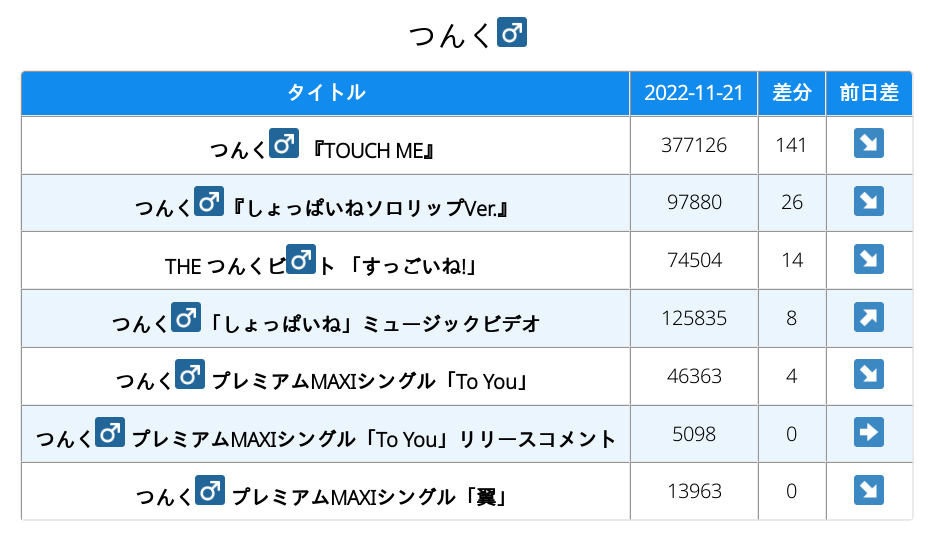 つんく♂
タイトル 2022-11-21 差分 前日差
つんく♂ 『TOUCH ME』 377126 141 ↘
つんく♂『しょっぱいねソロリップVer.』 97880 26 ↘
THE つんくビ♂ト 「すっごいね!」 74504 14 ↘
つんく♂「しょっぱいね」ミュージックビデオ 125835 8 ↗
つんく♂ プレミアムMAXIシングル「To You」 46363 4 ↘
つんく♂ プレミアムMAXIシングル「To You」リリースコメント 5098 0 ➡
つんく♂ プレミアムMAXIシングル「翼」 13963 0 ↘